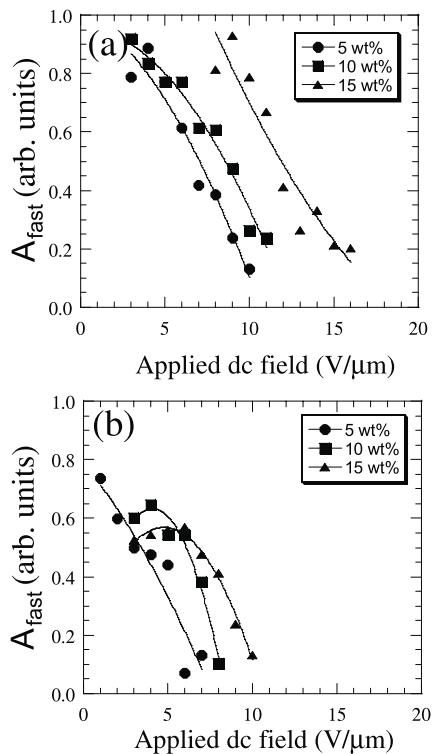 (a)
5 wt%
10 wt%
15 wt%
1.0
0.8
0.6
0.4
0.2
0.0
A_fast (arb. units)
0 5 10 15 20
Applied dc field (V/μm)
(b)
5 wt%
10 wt%
15 wt%
1.0
0.8
0.6
0.4
0.2
0.0
A_fast (arb. units)
0 5 10 15 20
Applied dc field (V/μm)